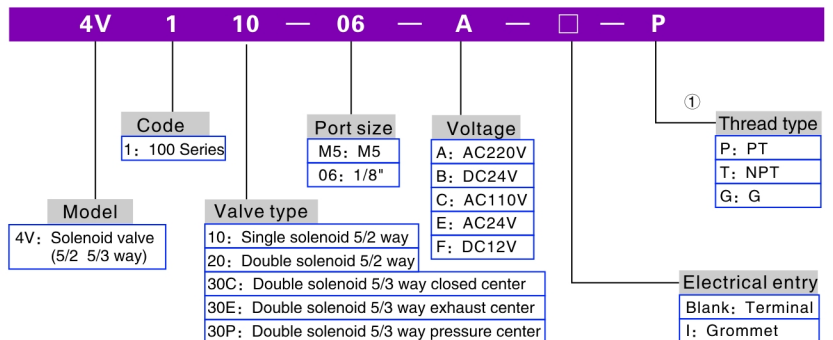 4V 1 10 — 06 — A — □ — P
①
Code
1: 100 Series
Port size
M5: M5
06: 1/8"
Voltage
A: AC220V
B: DC24V
C: AC110V
E: AC24V
F: DC12V
Thread type
P: PT
T: NPT
G: G
Model
4V: Solenoid valve
(5/2 5/3 way)
Valve type
10: Single solenoid 5/2 way
20: Double solenoid 5/2 way
30C: Double solenoid 5/3 way closed center
30E: Double solenoid 5/3 way exhaust center
30P: Double solenoid 5/3 way pressure center
Electrical entry
Blank: Terminal
I: Grommet